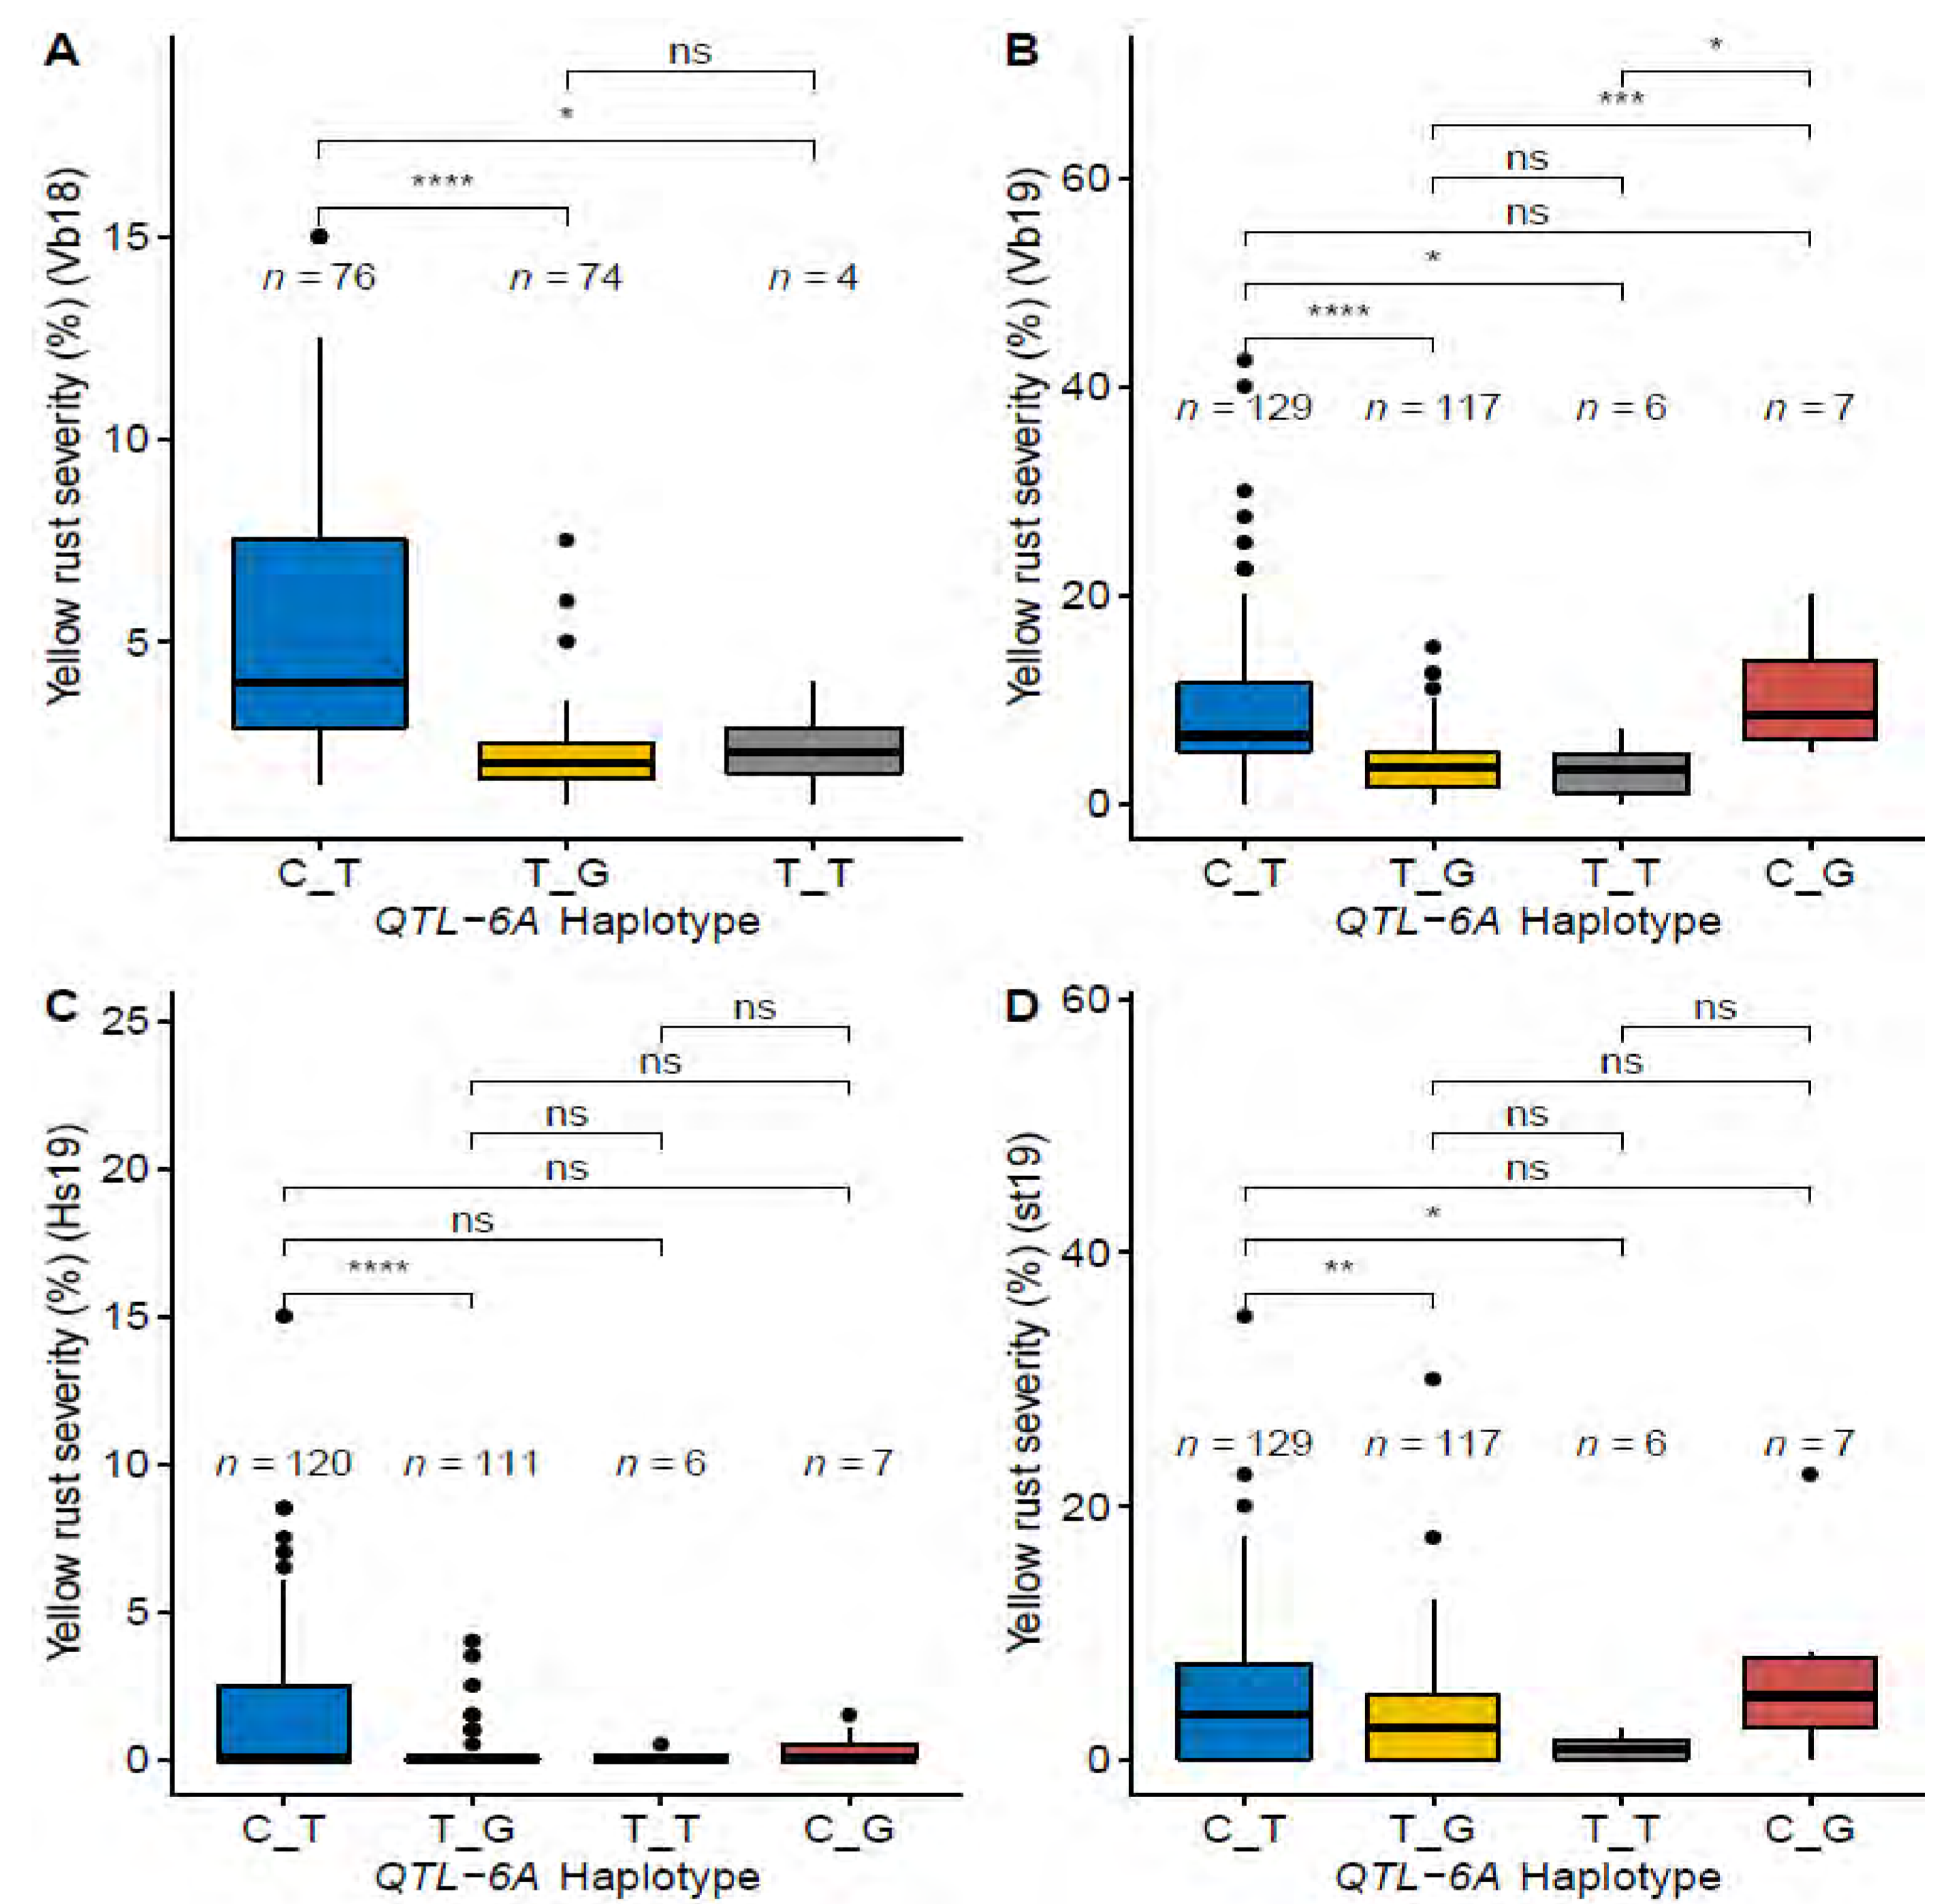 A
ns
*
****
15
n = 76 n = 74 n = 4
10
5
Yellow rust severity (%) (Vb18)
C_T T_G T_T
QTL−6A Haplotype
B
*
***
ns
ns
*
****
60
40
n = 129 n = 117 n = 6 n = 7
20
0
Yellow rust severity (%) (Vb19)
C_T T_G T_T C_G
QTL−6A Haplotype
C
25
ns
ns
ns
ns
ns
****
20
15
10
n = 120 n = 111 n = 6 n = 7
5
0
Yellow rust severity (%) (Hs19)
C_T T_G T_T C_G
QTL−6A Haplotype
D
60
ns
ns
ns
ns
*
**
40
n = 129 n = 117 n = 6 n = 7
20
0
Yellow rust severity (%) (st19)
C_T T_G T_T C_G
QTL−6A Haplotype